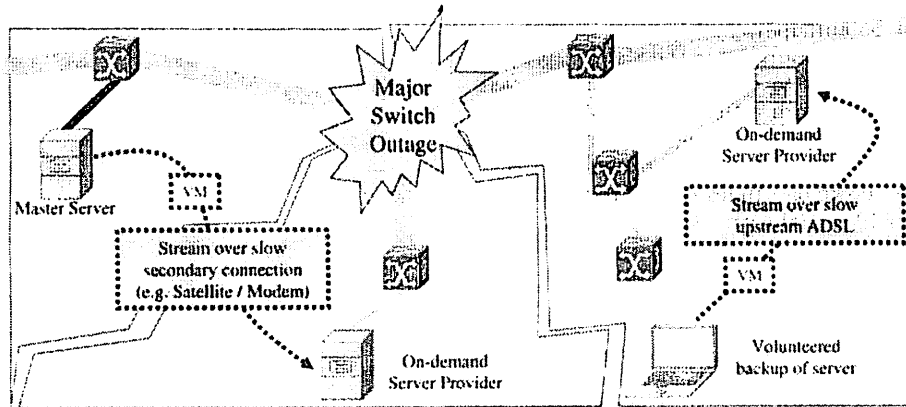 Major
Switch
Outage
Master Server
VM
Stream over slow
secondary connection
(e.g. Satellite / Modem)
On-demand
Server Provider
On-demand
Server Provider
Stream over slow
upstream ADSL
VM
Volunteered
backup of server